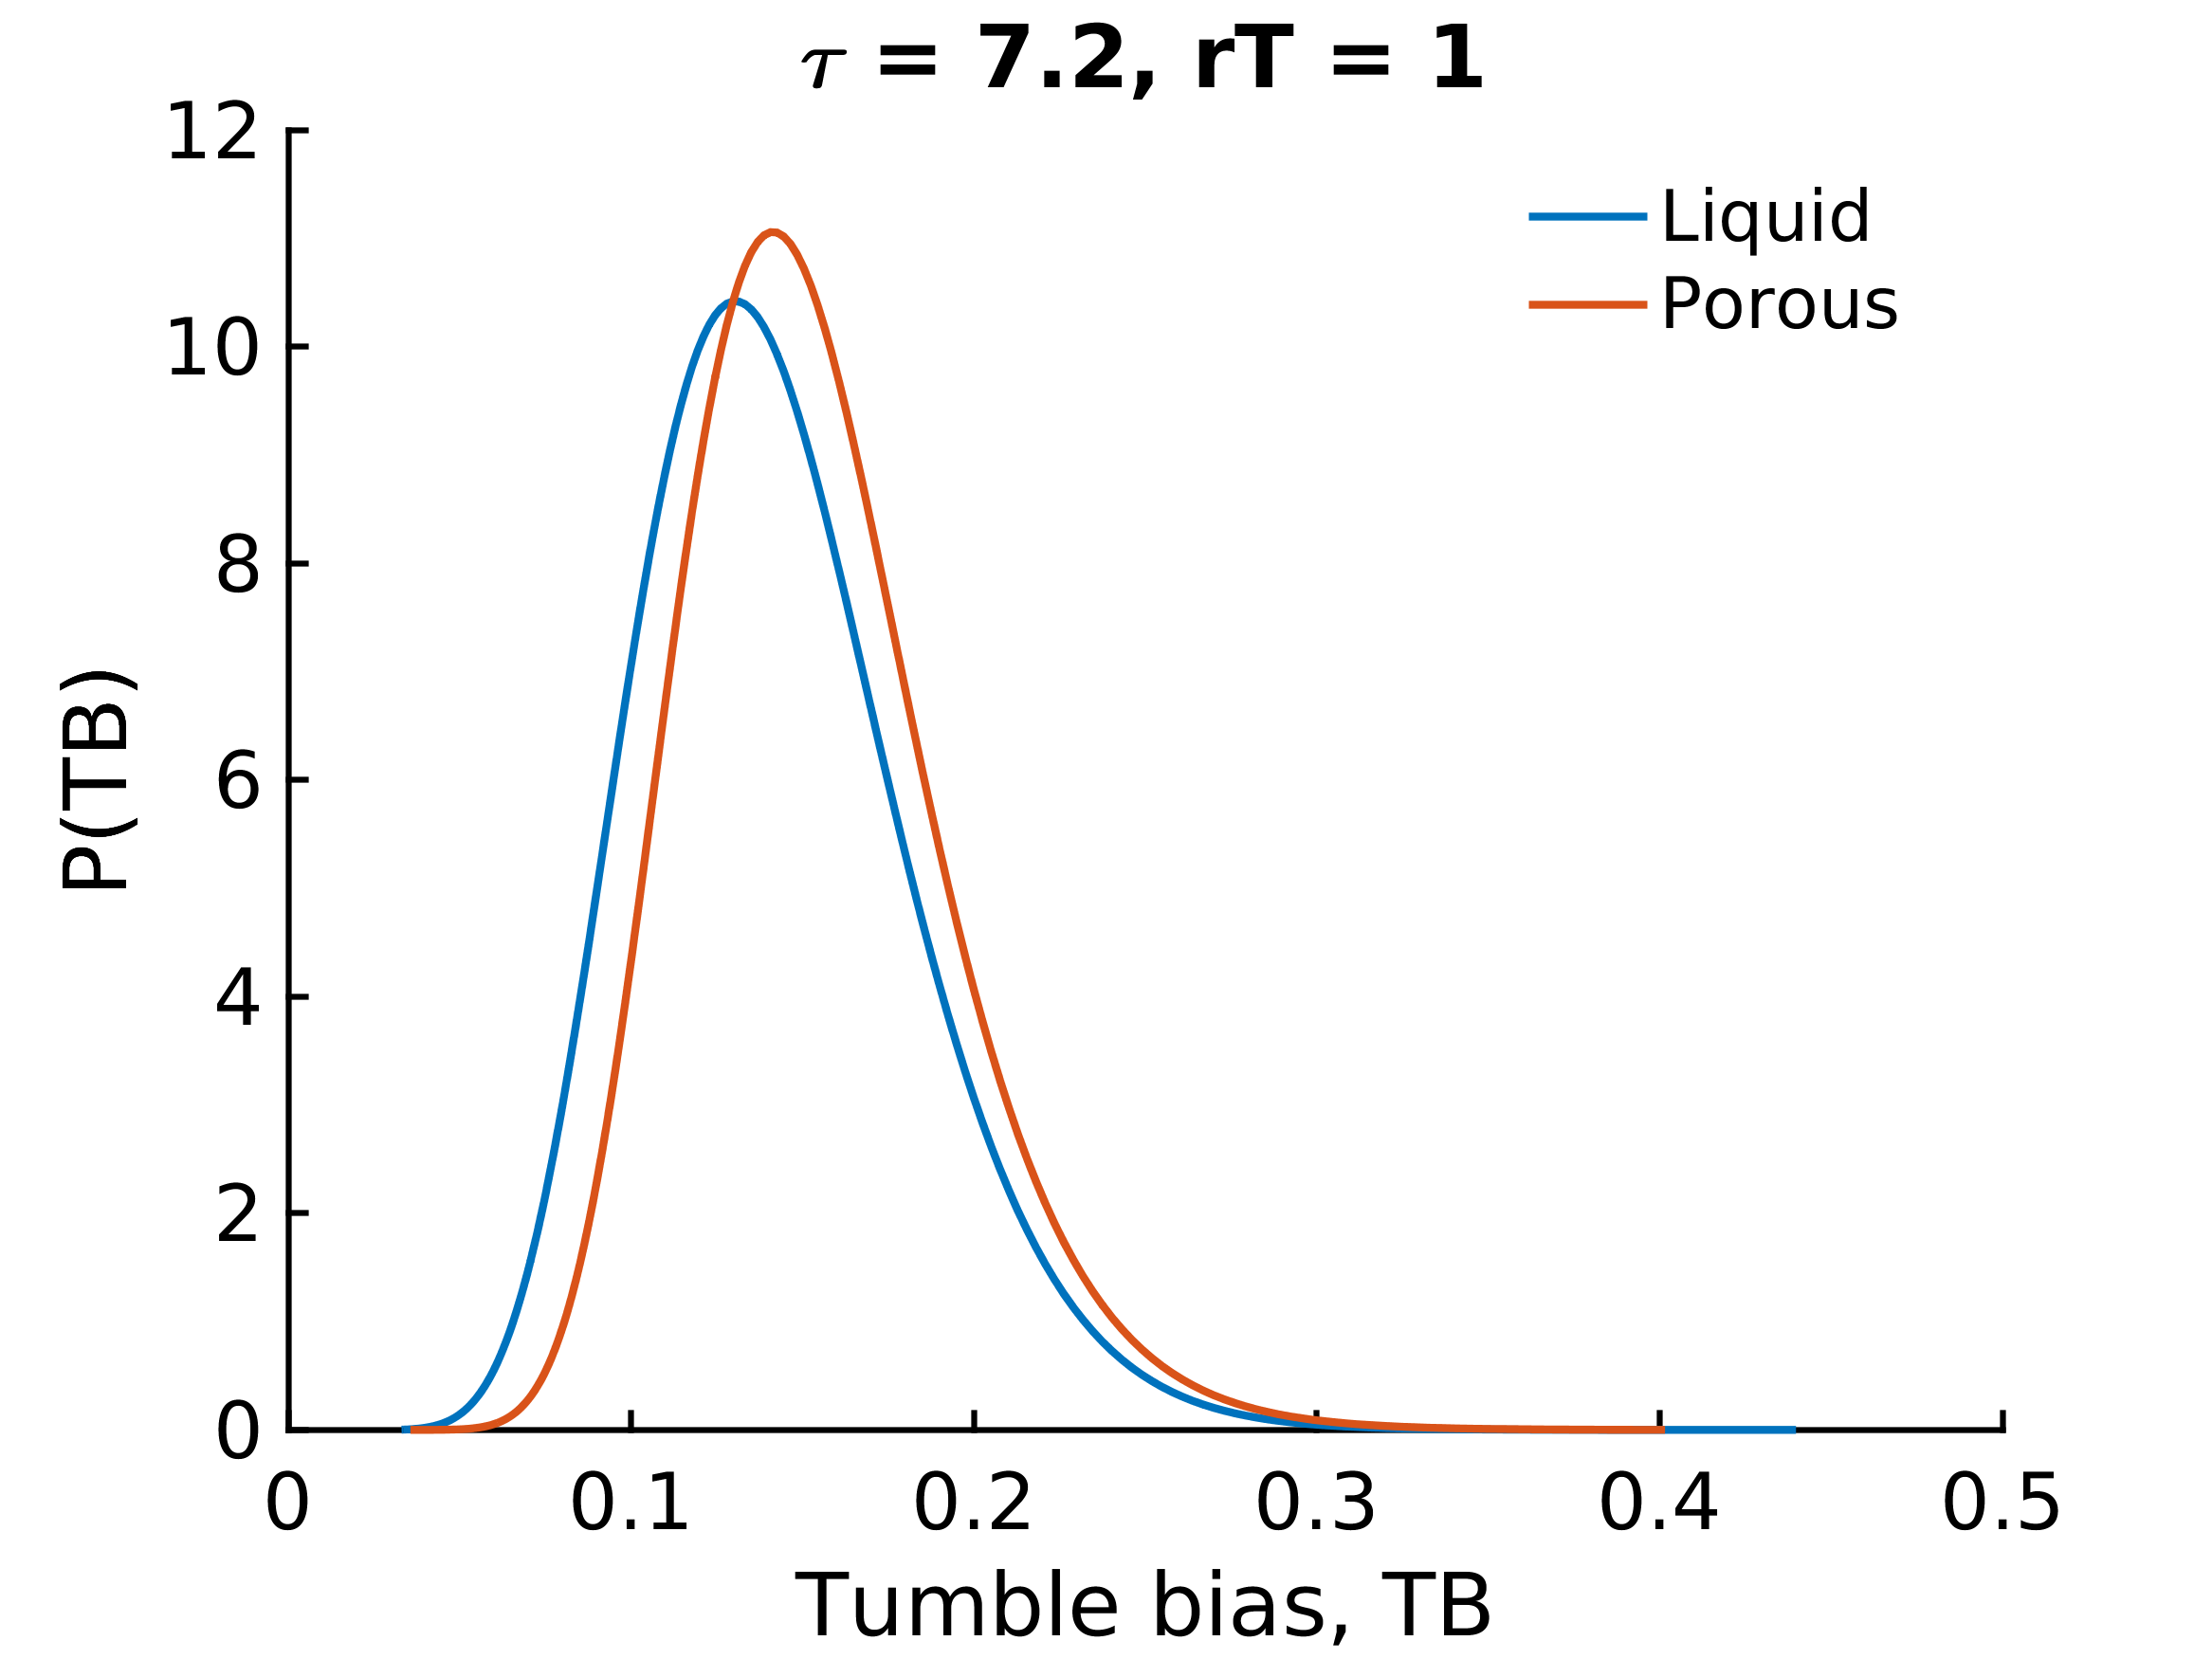 τ = 7.2, rT = 1
12
10
8
6
4
2
0
P(TB)
Liquid
Porous
0 0.1 0.2 0.3 0.4 0.5
Tumble bias, TB